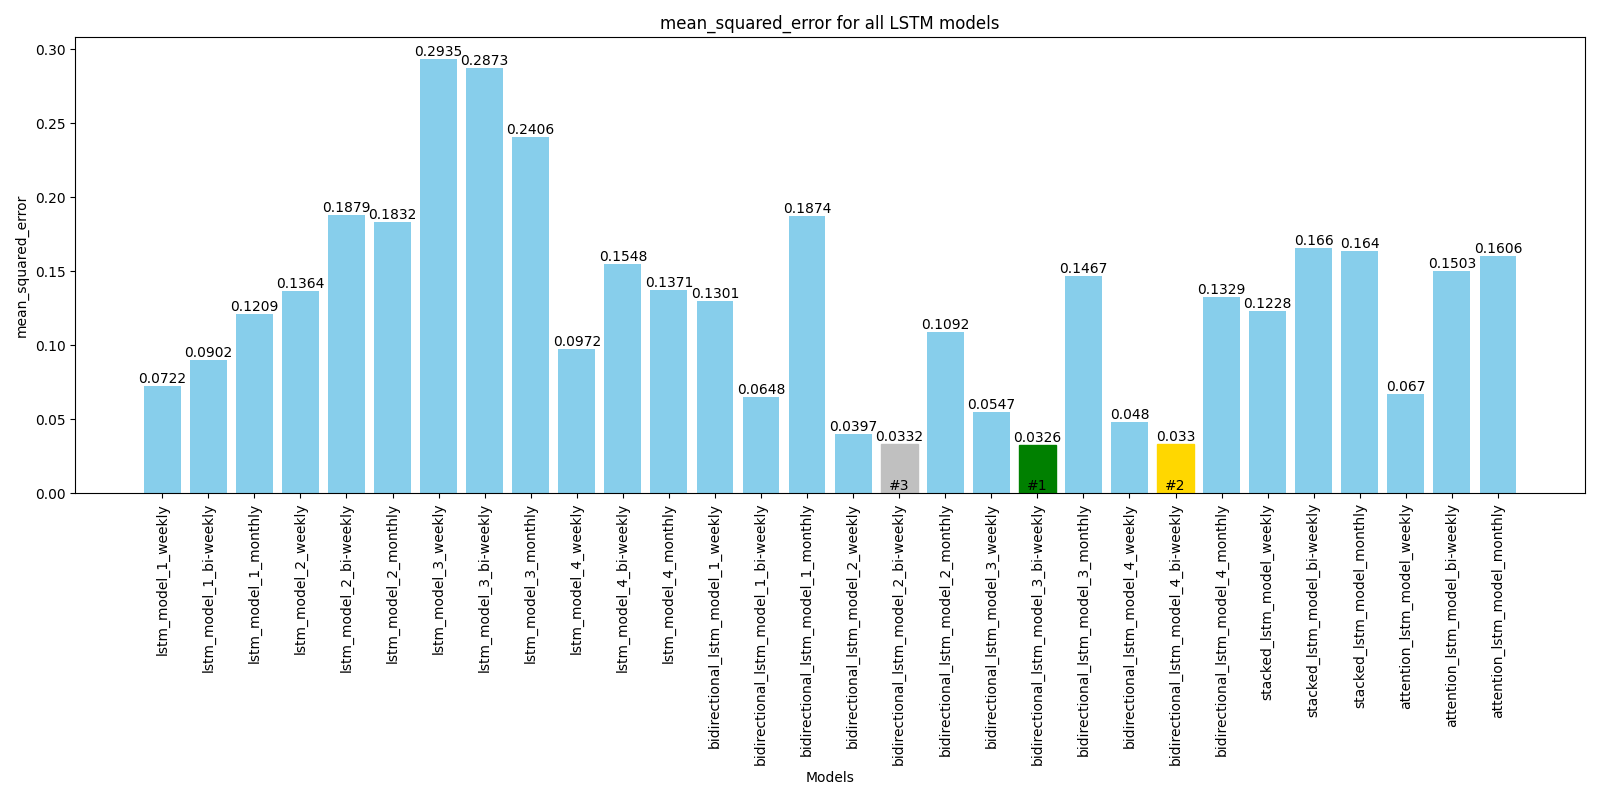 mean_squared_error for all LSTM models
mean_squared_error
0.30
0.25
0.20
0.15
0.10
0.05
0.00
0.0722
0.0902
0.1209
0.1364
0.1879
0.1832
0.2935
0.2873
0.2406
0.0972
0.1548
0.1371
0.1301
0.0648
0.1874
0.0397
0.0332
0.1092
0.0547
0.0326
0.1467
0.048
0.033
0.1329
0.1228
0.166
0.164
0.067
0.1503
0.1606
#3
#1
#2
lstm_model_1_weekly
lstm_model_1_bi-weekly
lstm_model_1_monthly
lstm_model_2_weekly
lstm_model_2_bi-weekly
lstm_model_2_monthly
lstm_model_3_weekly
lstm_model_3_bi-weekly
lstm_model_3_monthly
lstm_model_4_weekly
lstm_model_4_bi-weekly
lstm_model_4_monthly
bidirectional_lstm_model_1_weekly
bidirectional_lstm_model_1_bi-weekly
bidirectional_lstm_model_1_monthly
bidirectional_lstm_model_2_weekly
bidirectional_lstm_model_2_bi-weekly
bidirectional_lstm_model_2_monthly
bidirectional_lstm_model_3_weekly
bidirectional_lstm_model_3_bi-weekly
bidirectional_lstm_model_3_monthly
bidirectional_lstm_model_4_weekly
bidirectional_lstm_model_4_bi-weekly
bidirectional_lstm_model_4_monthly
stacked_lstm_model_weekly
stacked_lstm_model_bi-weekly
stacked_lstm_model_monthly
attention_lstm_model_weekly
attention_lstm_model_bi-weekly
attention_lstm_model_monthly
Models